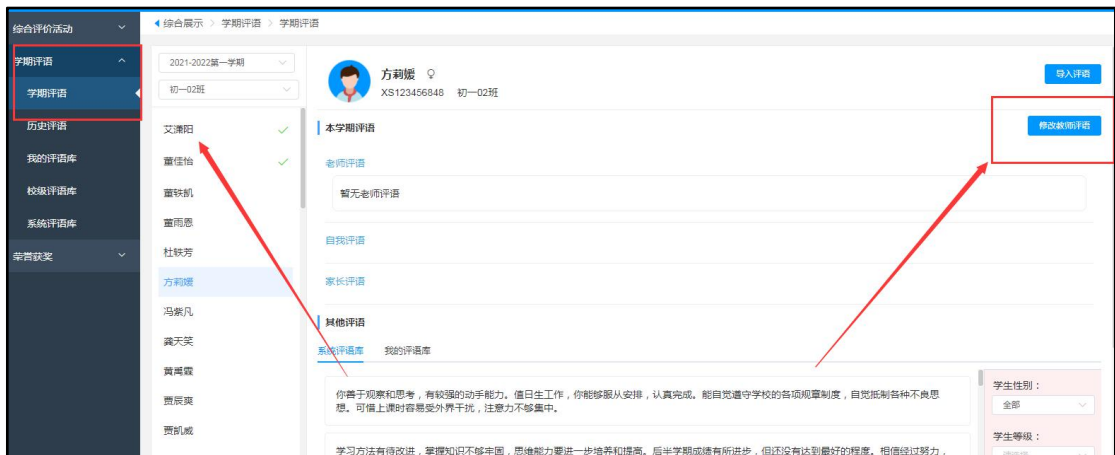 综合评价活动
学期评语
学期评语
历史评语
我的评语库
校级评语库
系统评语库
荣誉获奖
综合展示 > 学期评语 > 学期评语
2021-2022第一学期
初一02班
艾潇阳
董佳怡
董轶凯
董雨恩
杜轶芳
方莉媛
冯紫凡
龚天笑
黄禹霖
贾辰爽
贾凯威
方莉媛
XS123456848 初一02班
导入评语
本学期评语
修改教师评语
老师评语
暂无老师评语
自我评语
家长评语
其他评语
系统评语库 我的评语库
你善于观察和思考，有较强的动手能力。值日生工作，你能够服从安排，认真完成。能自觉遵守学校的各项规章制度，自觉抵制各种不良思
想。可惜上课时容易受外界干扰，注意力不够集中。
学习方法有待改进，掌握知识不够牢固，思维能力要进一步培养和提高。后半学期成绩有所进步，但还没有达到最好的程度。相信经过努力，
学生性别：
全部
学生等级：